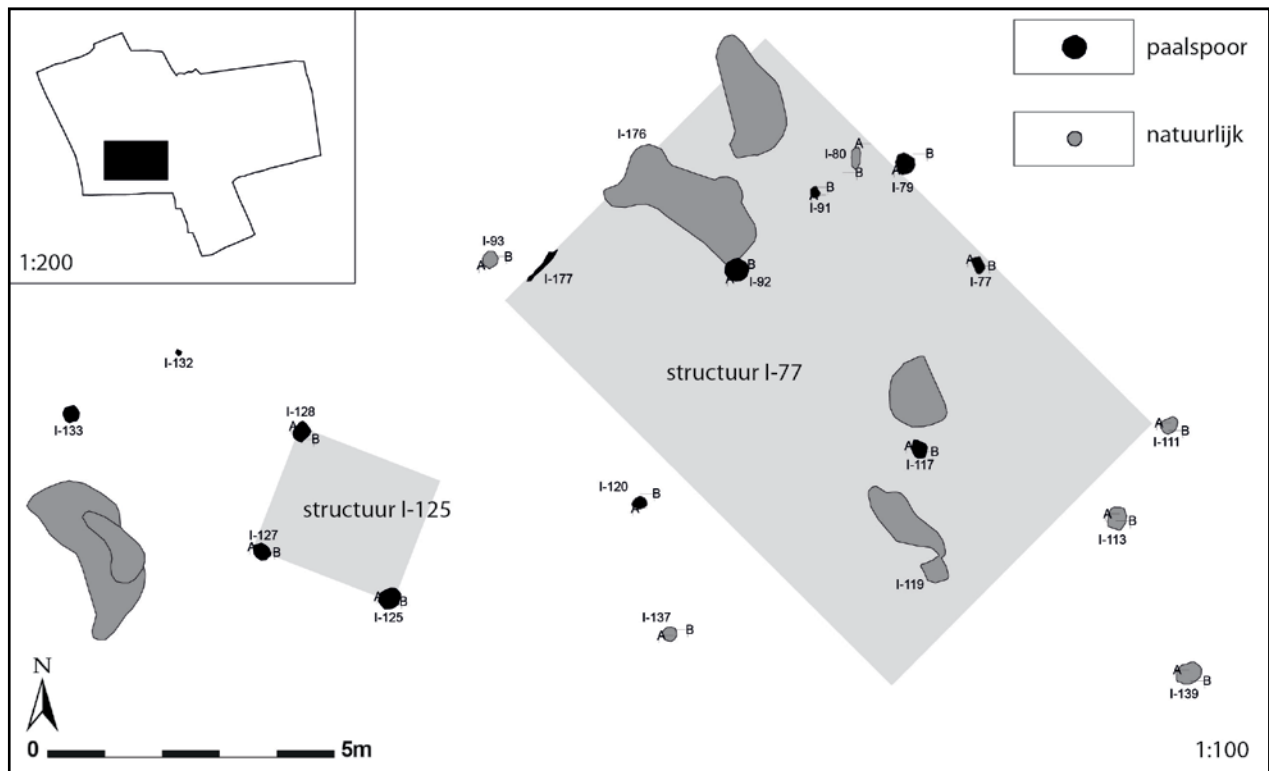 paalspoor
natuurlijk
1:200
I-176
A
I-80
B
B
A
I-79
B
I-91
I-93
A B
I-177
B
A
I-92
A B
I-77
structuur I-77
I-132
I-133
I-128
A
B
A
B
I-111
A B
I-117
I-120
B
A
structuur I-125
A
B
I-113
I-127
A
B
I-119
A B
I-125
I-137
A B
A
B
I-139
N
0 5m
1:100